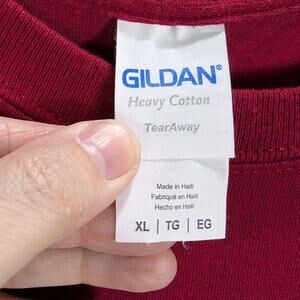 GILDAN®
Heavy Cotton
TearAway
Made in Haiti
Fabriqué en Haïti
Hecho en Haití
XL | TG | EG